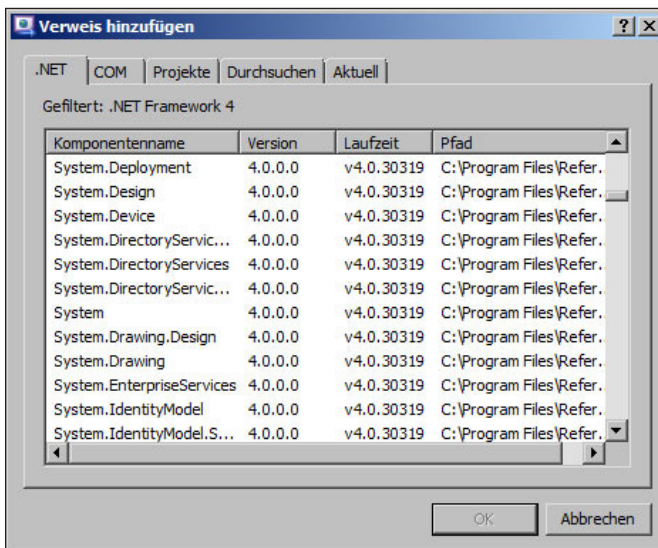 Verweis hinzufügen
.NET COM Projekte Durchsuchen Aktuell
Gefiltert: .NET Framework 4
Komponentenname Version Laufzeit Pfad
System.Deployment 4.0.0.0 v4.0.30319 C:\Program Files\Refer..
System.Design 4.0.0.0 v4.0.30319 C:\Program Files\Refer..
System.Device 4.0.0.0 v4.0.30319 C:\Program Files\Refer..
System.DirectoryServic... 4.0.0.0 v4.0.30319 C:\Program Files\Refer..
System.DirectoryServices 4.0.0.0 v4.0.30319 C:\Program Files\Refer..
System.DirectoryServic... 4.0.0.0 v4.0.30319 C:\Program Files\Refer..
System 4.0.0.0 v4.0.30319 C:\Program Files\Refer..
System.Drawing.Design 4.0.0.0 v4.0.30319 C:\Program Files\Refer..
System.Drawing 4.0.0.0 v4.0.30319 C:\Program Files\Refer..
System.EnterpriseServices 4.0.0.0 v4.0.30319 C:\Program Files\Refer..
System.IdentityModel 4.0.0.0 v4.0.30319 C:\Program Files\Refer..
System.IdentityModel.S... 4.0.0.0 v4.0.30319 C:\Program Files\Refer..
OK Abbrechen